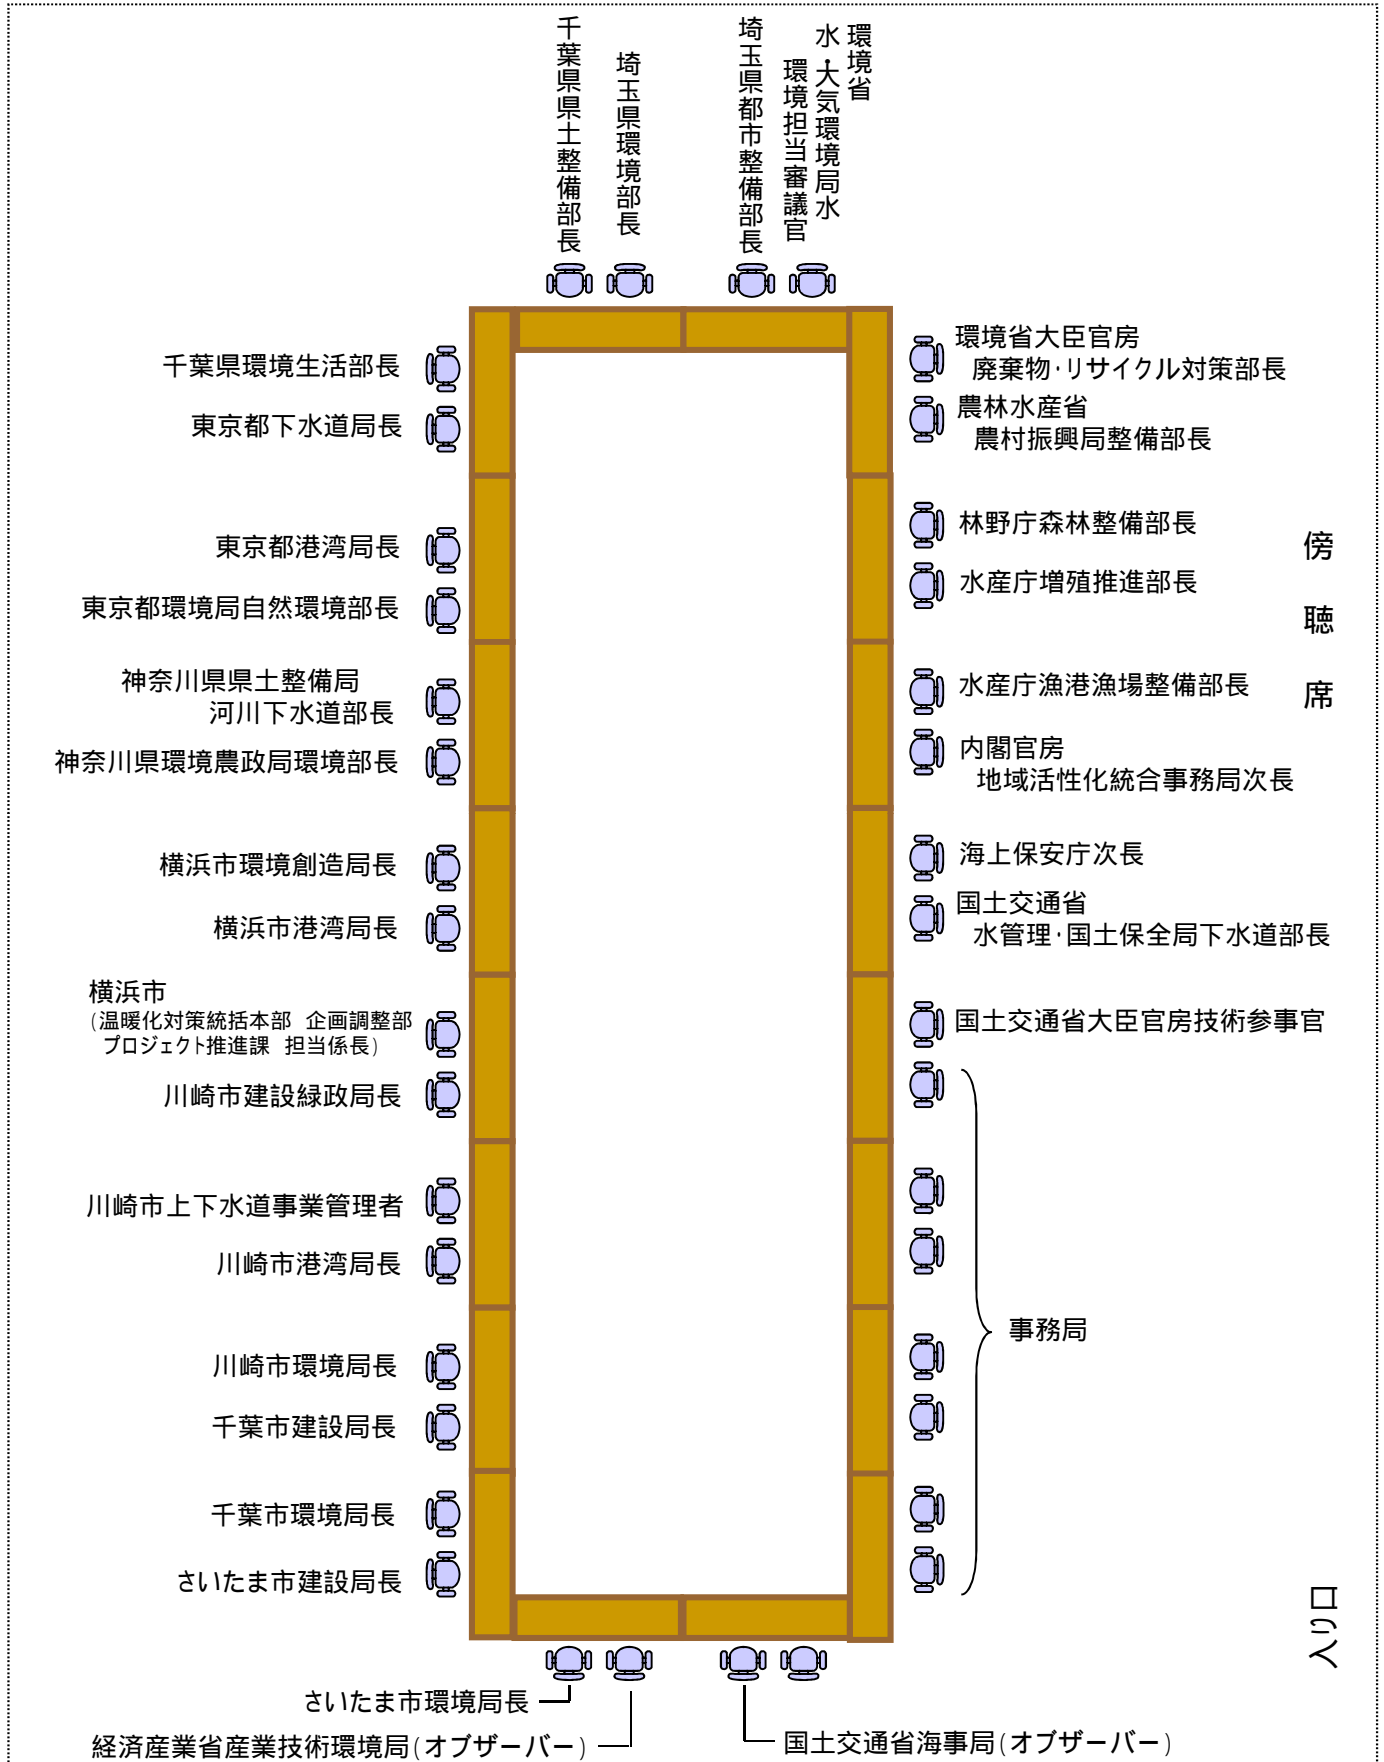 千葉県県土整備部長
埼玉県環境部長
埼玉県都市整備部長
環境省
水・大気環境局水
環境担当審議官
千葉県環境生活部長
東京都下水道局長
東京都港湾局長
東京都環境局自然環境部長
神奈川県県土整備局
河川下水道部長
神奈川県環境農政局環境部長
横浜市環境創造局長
横浜市港湾局長
横浜市
(温暖化対策統括本部 企画調整部
プロジェクト推進課 担当係長)
川崎市建設緑政局長
川崎市上下水道事業管理者
川崎市港湾局長
川崎市環境局長
千葉市建設局長
千葉市環境局長
さいたま市建設局長
環境省大臣官房
廃棄物・リサイクル対策部長
農林水産省
農村振興局整備部長
林野庁森林整備部長
水産庁増殖推進部長
水産庁漁港漁場整備部長
内閣官房
地域活性化統合事務局次長
海上保安庁次長
国土交通省
水管理・国土保全局下水道部長
国土交通省大臣官房技術参事官
事務局
傍聴席
入り口
さいたま市環境局長
経済産業省産業技術環境局(オブザーバー)
国土交通省海事局(オブザーバー)